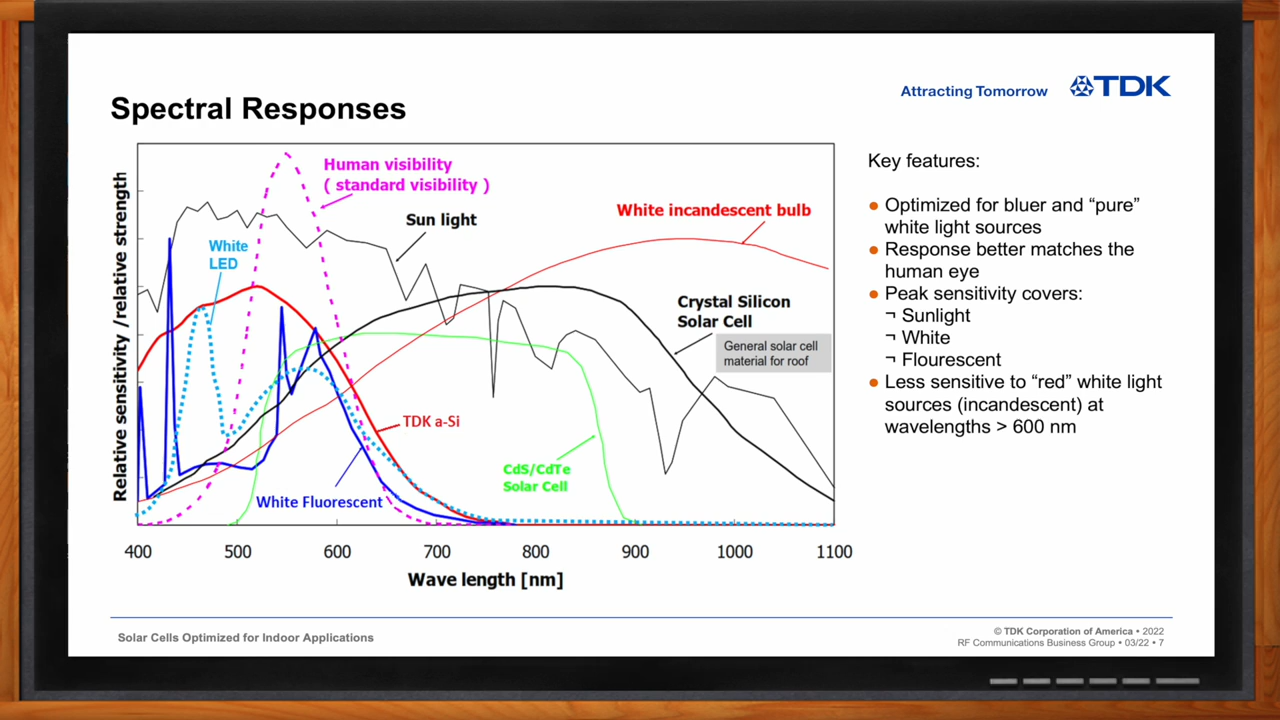 Attracting Tomorrow
TDK
Spectral Responses
Relative sensitivity /relative strength
Human visibility
( standard visibility )
Sun light
White incandescent bulb
White
LED
Crystal Silicon
Solar Cell
General solar cell
material for roof
TDK a-Si
CdS/CdTe
Solar Cell
White Fluorescent
400 500 600 700 800 900 1000 1100
Wave length [nm]
Key features:
● Optimized for bluer and “pure”
white light sources
● Response better matches the
human eye
● Peak sensitivity covers:
¬ Sunlight
¬ White
¬ Flourescent
● Less sensitive to “red” white light
sources (incandescent) at
wavelengths > 600 nm
Solar Cells Optimized for Indoor Applications
© TDK Corporation of America • 2022
RF Communications Business Group • 03/22 • 7